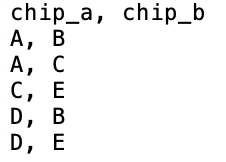 chip_a, chip_b
A, B
A, C
C, E
D, B
D, E